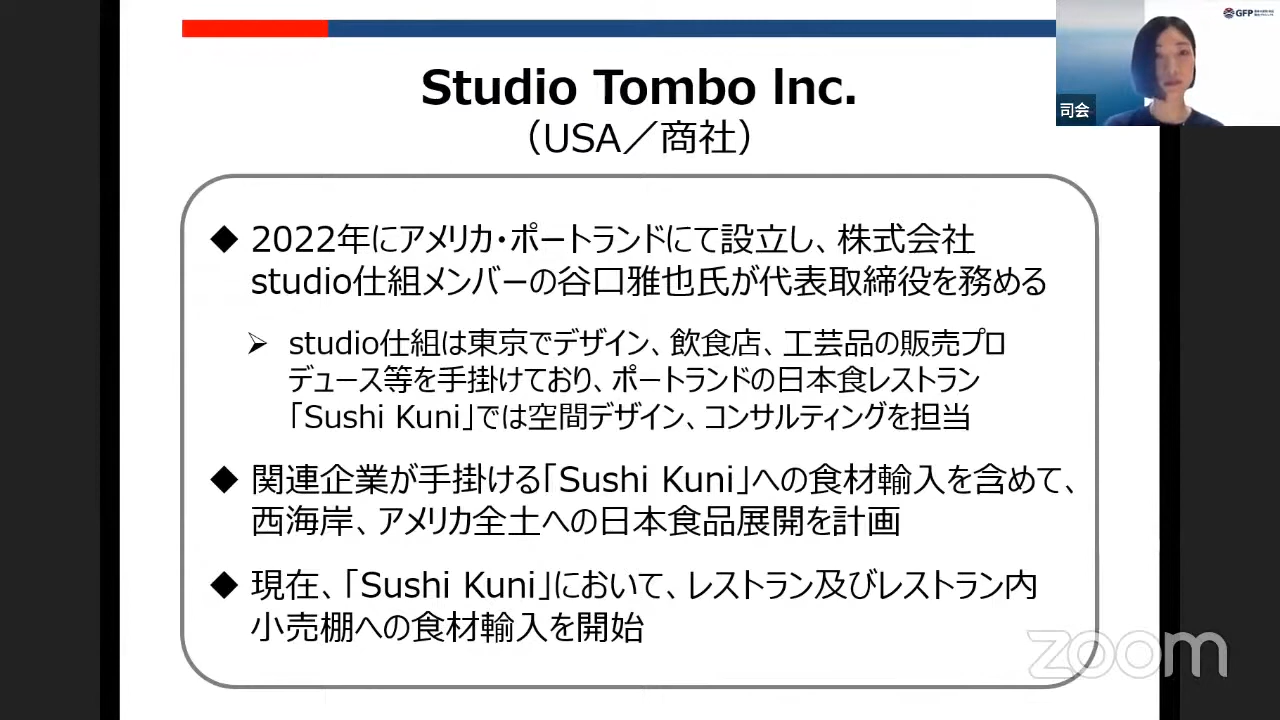 Studio Tombo lnc.
（USA／商社）
◆ 2022年にアメリカ・ポートランドにて設立し、株式会社
studio仕組メンバーの谷口雅也氏が代表取締役を務める
➢ studio仕組は東京でデザイン、飲食店、工芸品の販売プロ
デュース等を手掛けており、ポートランドの日本食レストラン
「Sushi Kuni」では空間デザイン、コンサルティングを担当
◆ 関連企業が手掛ける「Sushi Kuni」への食材輸入を含めて、
西海岸、アメリカ全土への日本食品展開を計画
◆ 現在、「Sushi Kuni」において、レストラン及びレストラン内
小売棚への食材輸入を開始
GFP
司会
zoom